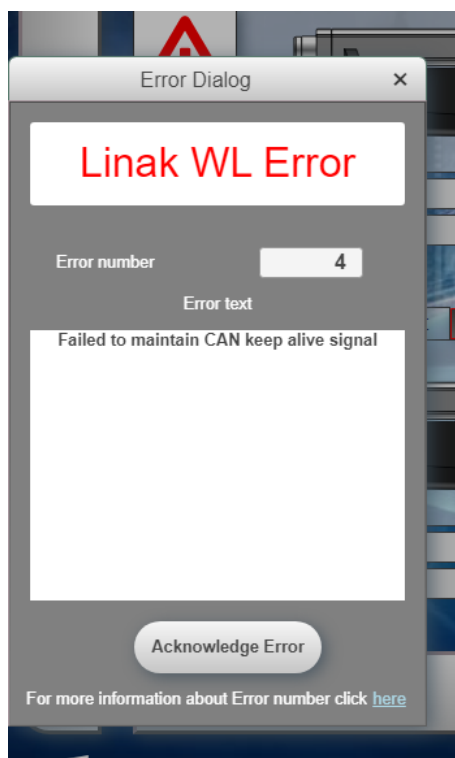 Error Dialog ×
Linak WL Error
Error number 4
Error text
Failed to maintain CAN keep alive signal
Acknowledge Error
For more information about Error number click here